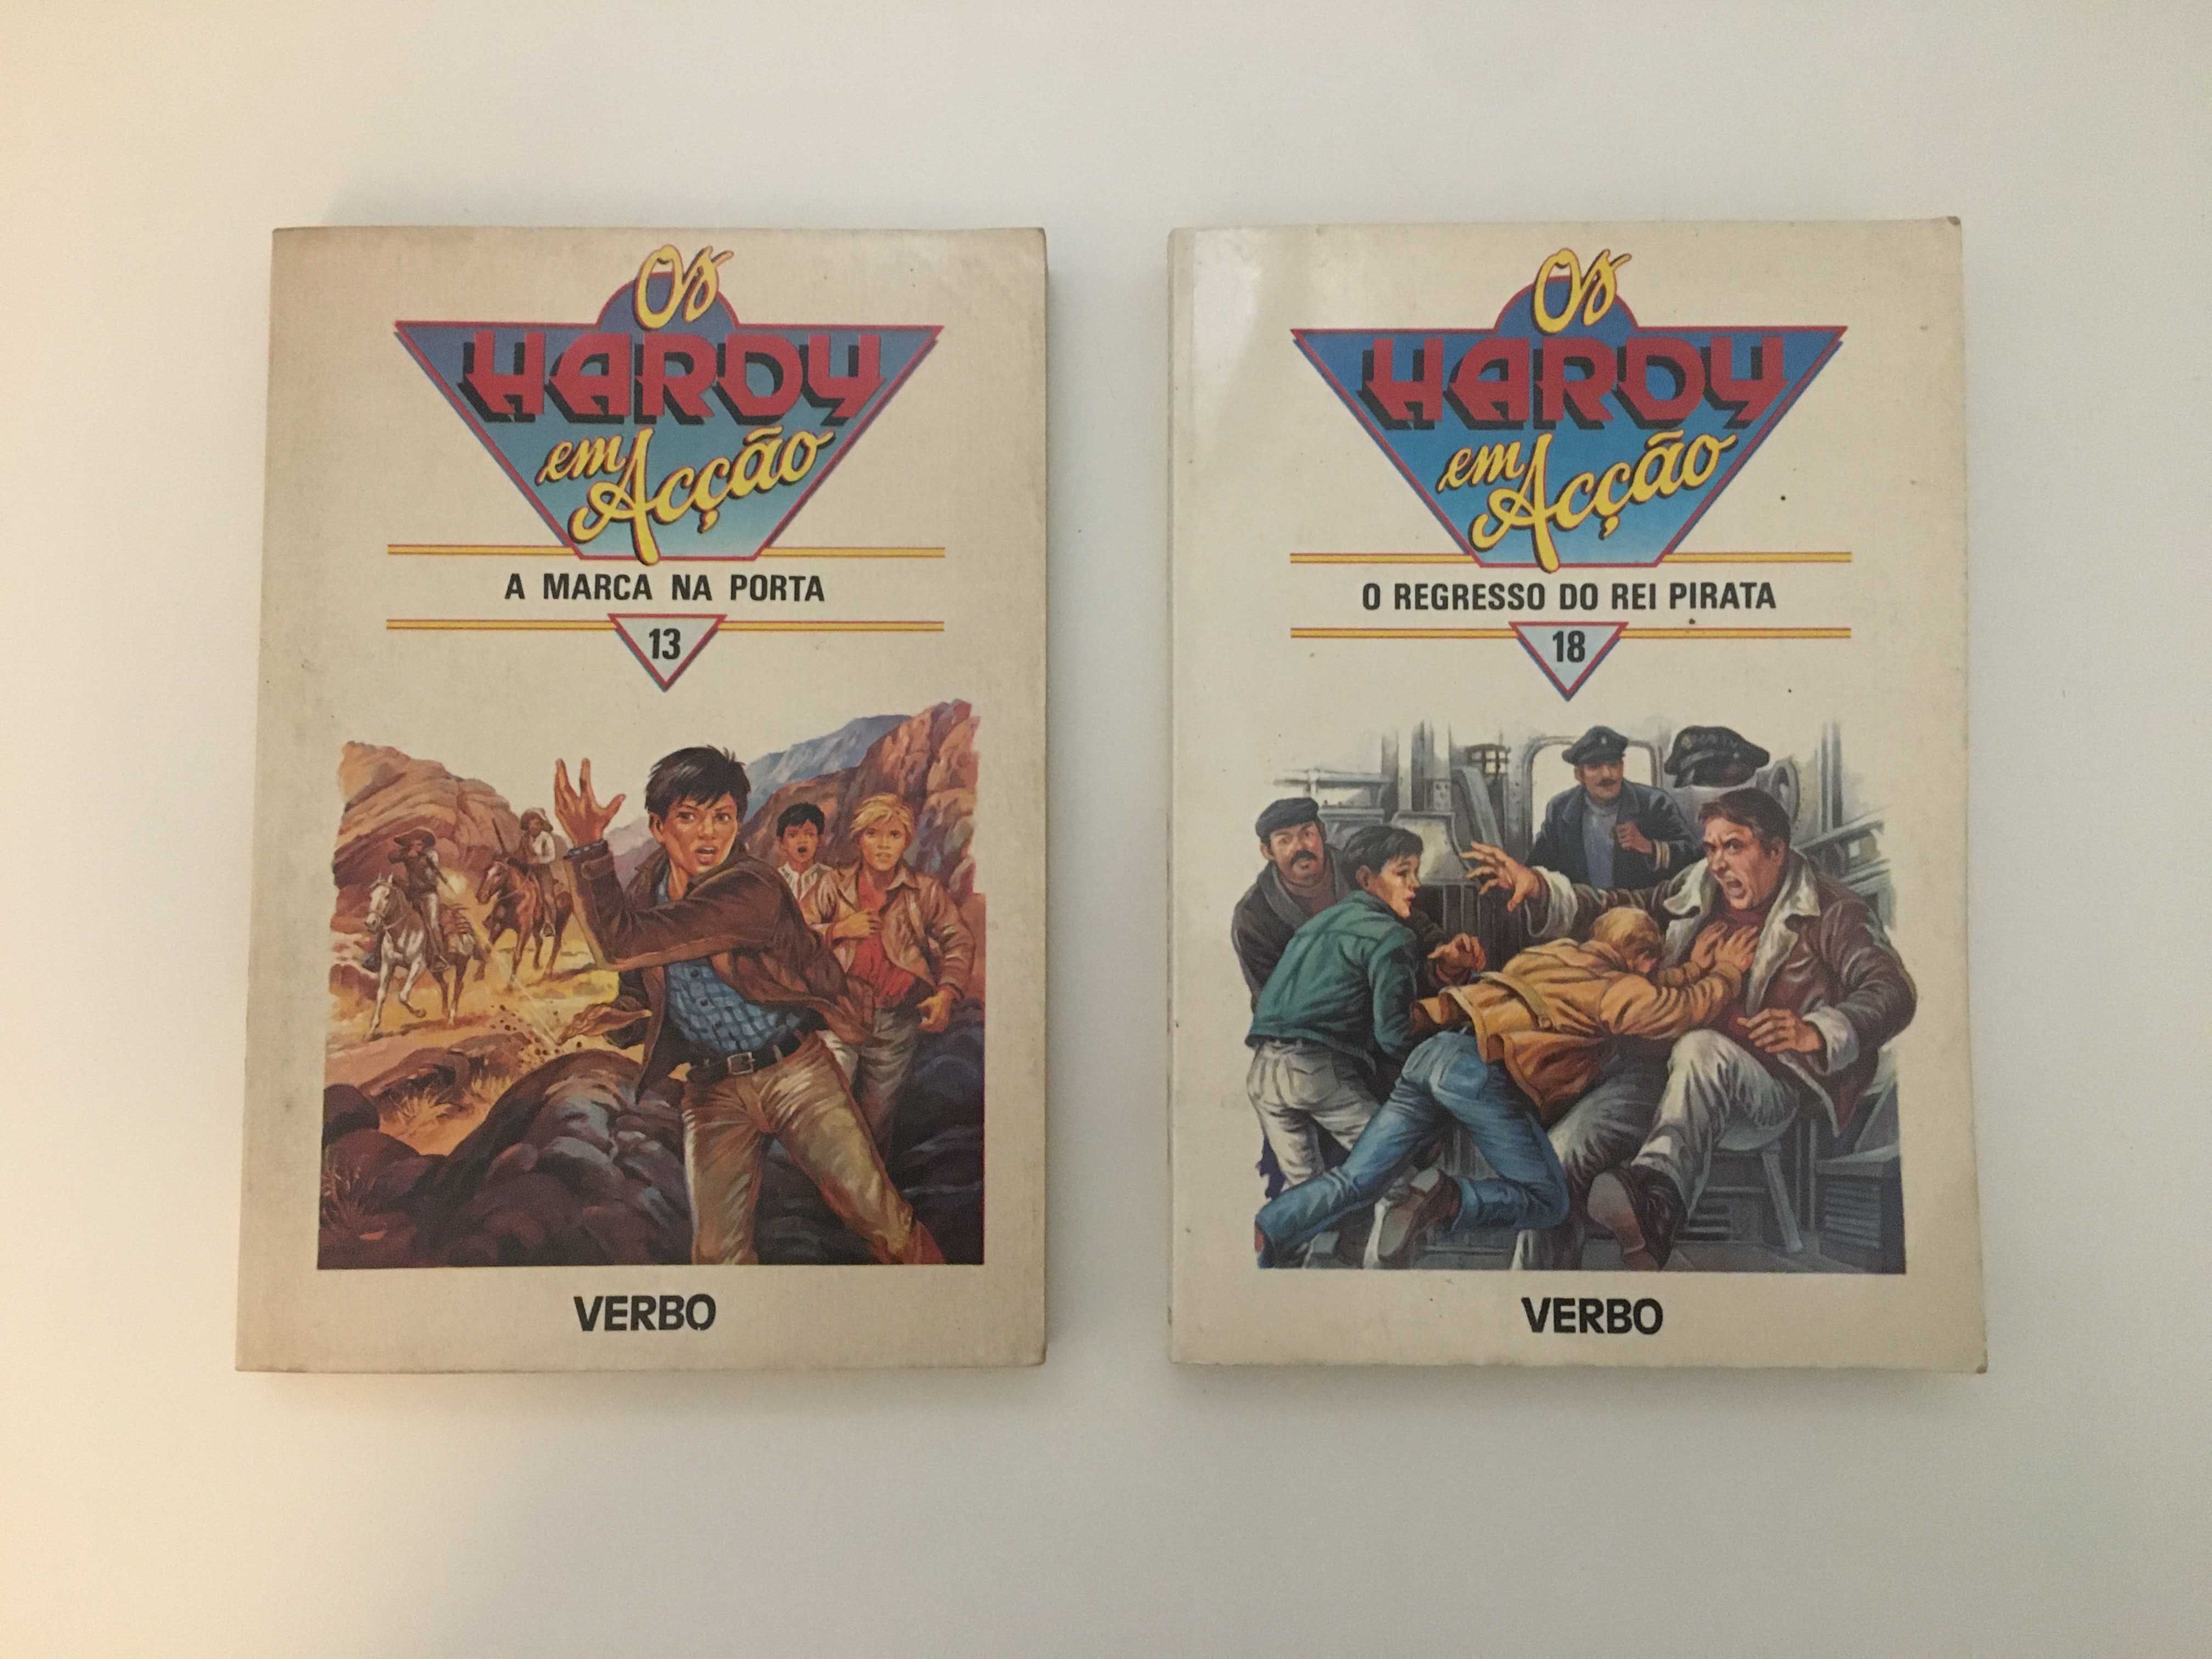 Os
HARDY
em
Acção
A MARCA NA PORTA
13
VERBO
Os
HARDY
em
Acção
O REGRESSO DO REI PIRATA
18
VERBO